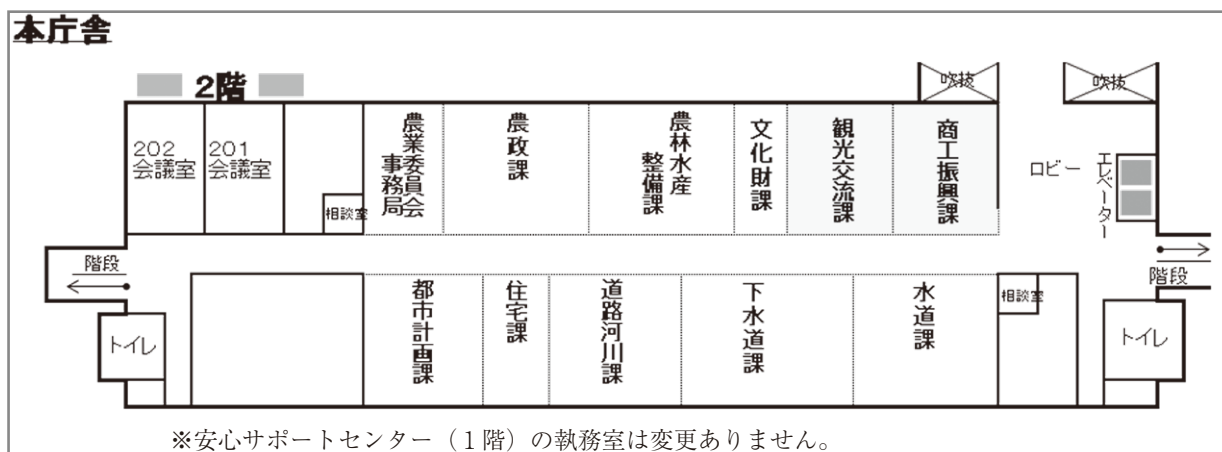 本庁舎
2階
吹抜
吹抜
202
会議室
201
会議室
相談室
農業委員会
事務局
農政課
農林水産
整備課
文化財課
観光交流課
商工振興課
ロビー
エレベーター
階段
階段
トイレ
都市計画課
住宅課
道路河川課
下水道課
水道課
相談室
トイレ
※安心サポートセンター（１階）の執務室は変更ありません。